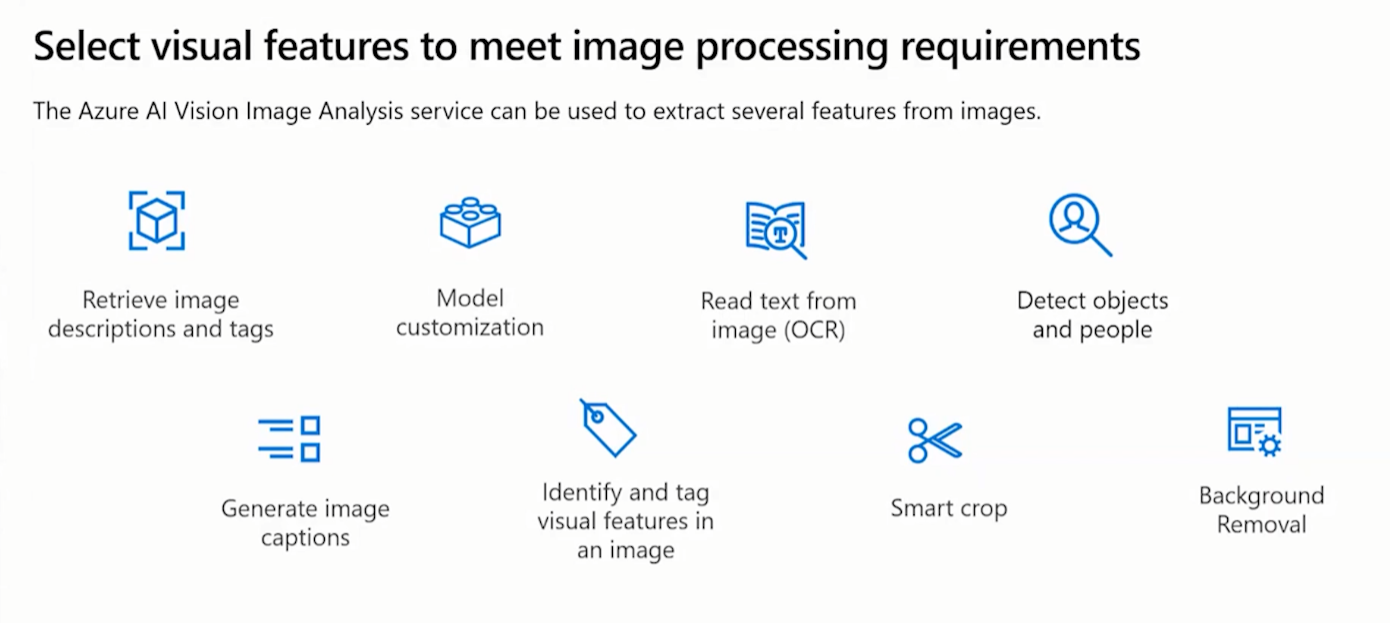 Select visual features to meet image processing requirements
The Azure AI Vision Image Analysis service can be used to extract several features from images.
Retrieve image
descriptions and tags
Model
customization
T
Read text from
image (OCR)
Detect objects
and people
Generate image
captions
Identify and tag
visual features in
an image
Smart crop
Background
Removal